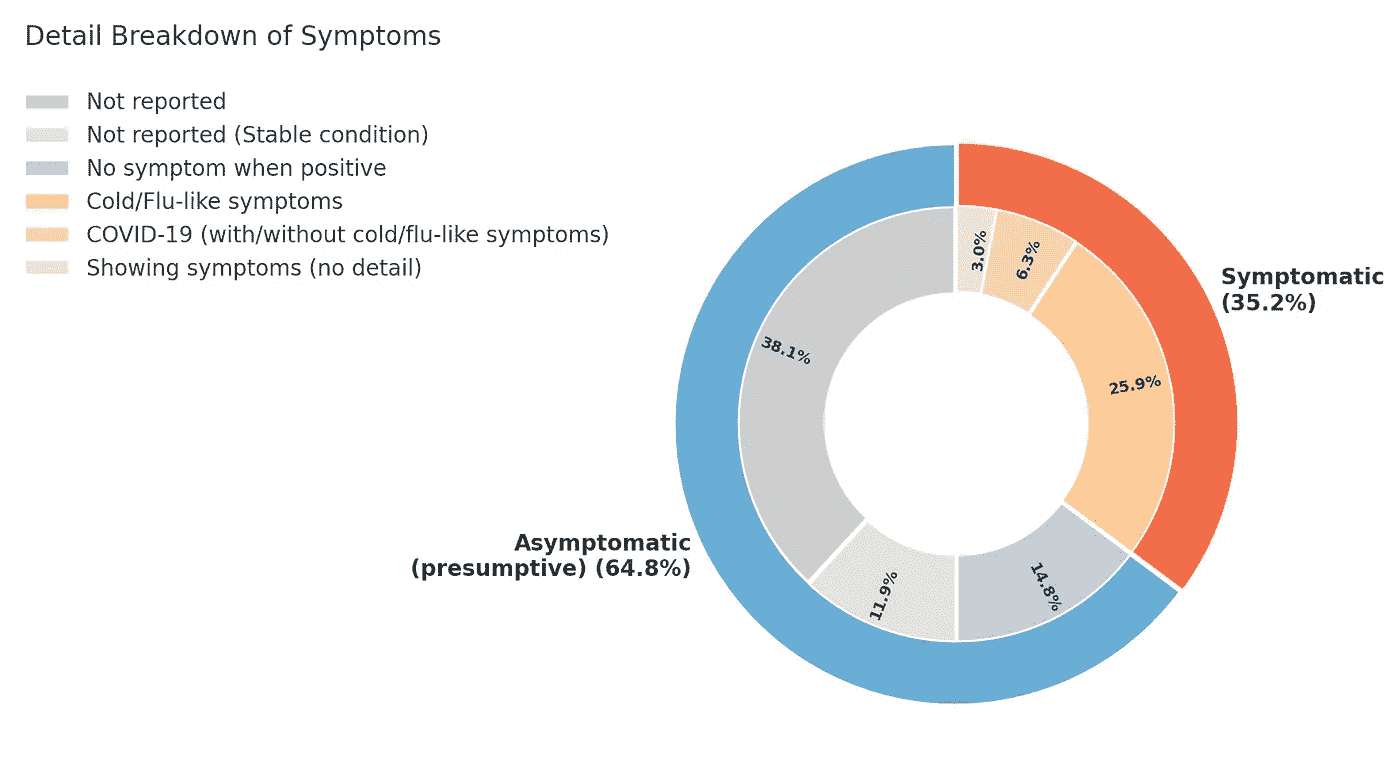 Detail Breakdown of Symptoms
Not reported
Not reported (Stable condition)
No symptom when positive
Cold/Flu-like symptoms
COVID-19 (with/without cold/flu-like symptoms)
Showing symptoms (no detail)
3.0%
6.3%
Symptomatic
(35.2%)
38.1%
25.9%
Asymptomatic
(presumptive) (64.8%)
11.9%
14.8%